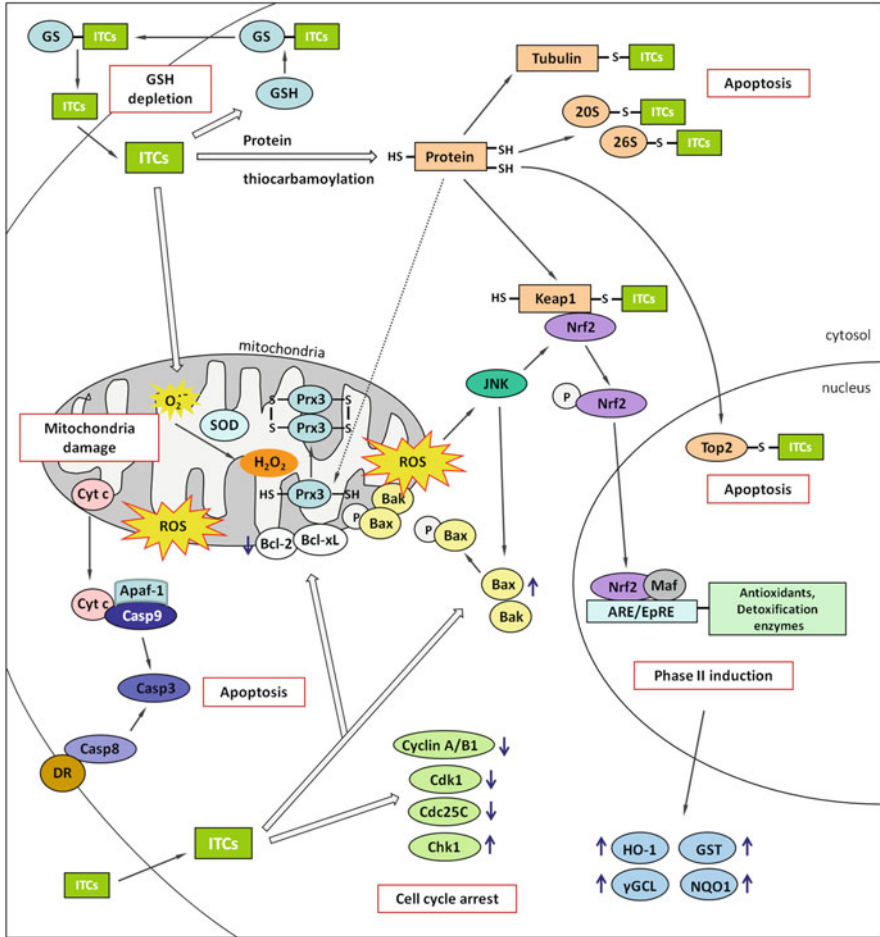 GS ITCs
GS ITCs
GSH
depletion
GSH
ITCs
ITCs
Protein
thiocarbamoylation
HS Protein SH
SH
Tubulin S ITCs
20S S ITCs
26S S ITCs
Apoptosis
HS Keap1 S ITCs
Nrf2
cytosol
nucleus
JNK
P Nrf2
mitochondria
O₂⁻
SOD
S Prx3 S
S Prx3 S
Mitochondria
damage
H₂O₂
ROS
HS Prx3 SH
Cyt c
ROS
Bcl-2
Bcl-xL
P
Bak
Bax
P Bax
Top2 S ITCs
Apoptosis
Bax
Bak
Cyt c
Apaf-1
Casp9
Nrf2 Maf
ARE/EpRE
Antioxidants,
Detoxification
enzymes
Casp3
Apoptosis
Phase II induction
Casp8
DR
Cyclin A/B1
Cdk1
Cdc25C
Chk1
ITCs
ITCs
Cell cycle arrest
HO-1 GST
γGCL NQO1